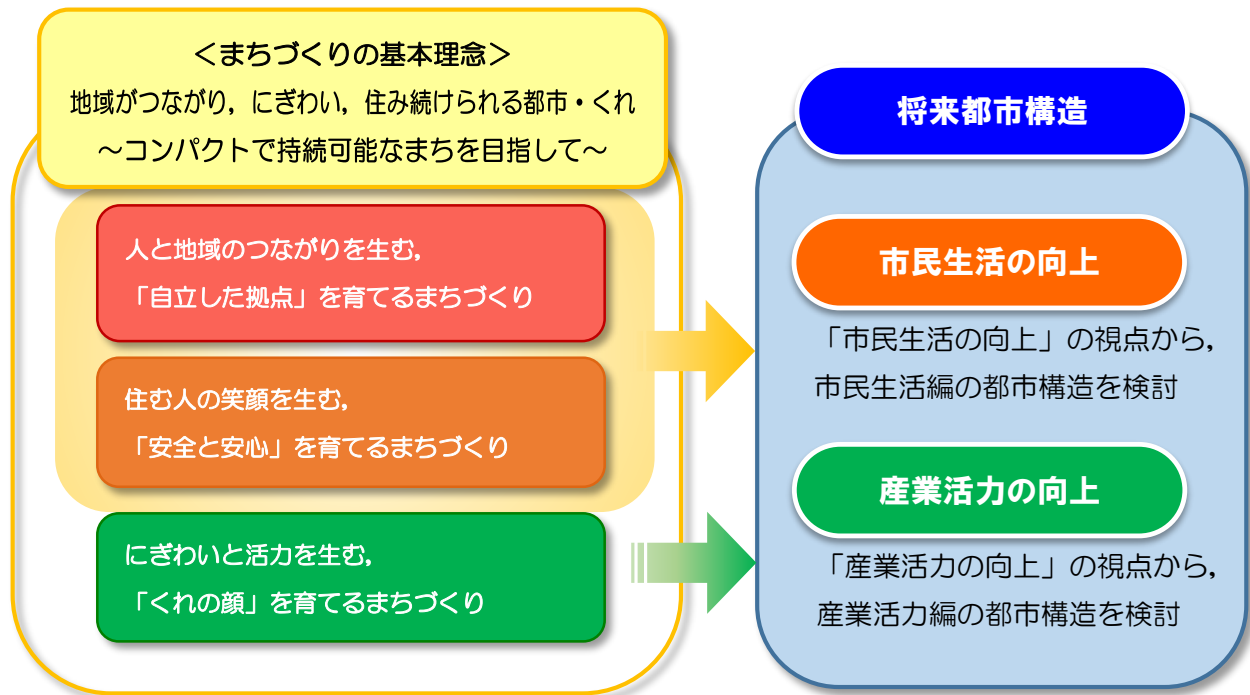 ＜まちづくりの基本理念＞
地域がつながり，にぎわい，住み続けられる都市・くれ
～コンパクトで持続可能なまちを目指して～
人と地域のつながりを生む，
「自立した拠点」を育てるまちづくり
住む人の笑顔を生む，
「安全と安心」を育てるまちづくり
にぎわいと活力を生む，
「くれの顔」を育てるまちづくり
将来都市構造
市民生活の向上
「市民生活の向上」の視点から，
市民生活編の都市構造を検討
産業活力の向上
「産業活力の向上」の視点から，
産業活力編の都市構造を検討